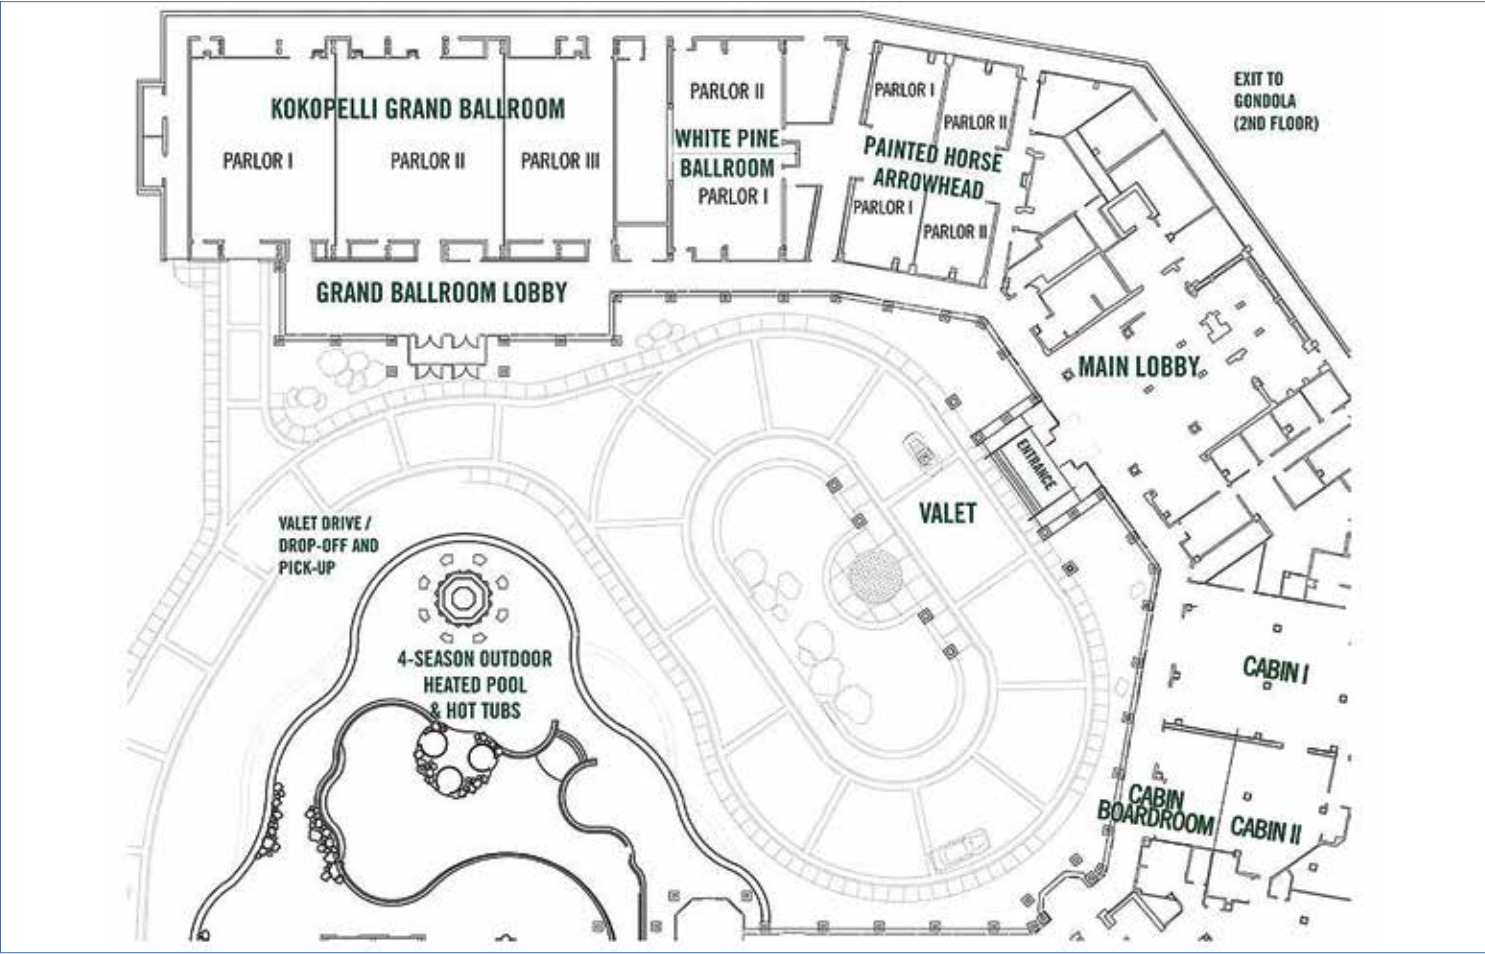 KOKOPELLI GRAND BALLROOM
PARLOR I
PARLOR II
PARLOR III
PARLOR II
WHITE PINE
BALLROOM
PARLOR I
PARLOR I
PARLOR II
PAINTED HORSE
ARROWHEAD
PARLOR I
PARLOR II
EXIT TO
GONDOLA
(2ND FLOOR)
GRAND BALLROOM LOBBY
MAIN LOBBY
ENTRANCE
VALET
VALET DRIVE /
DROP-OFF AND
PICK-UP
4-SEASON OUTDOOR
HEATED POOL
& HOT TUBS
CABIN I
CABIN
BOARDROOM
CABIN II